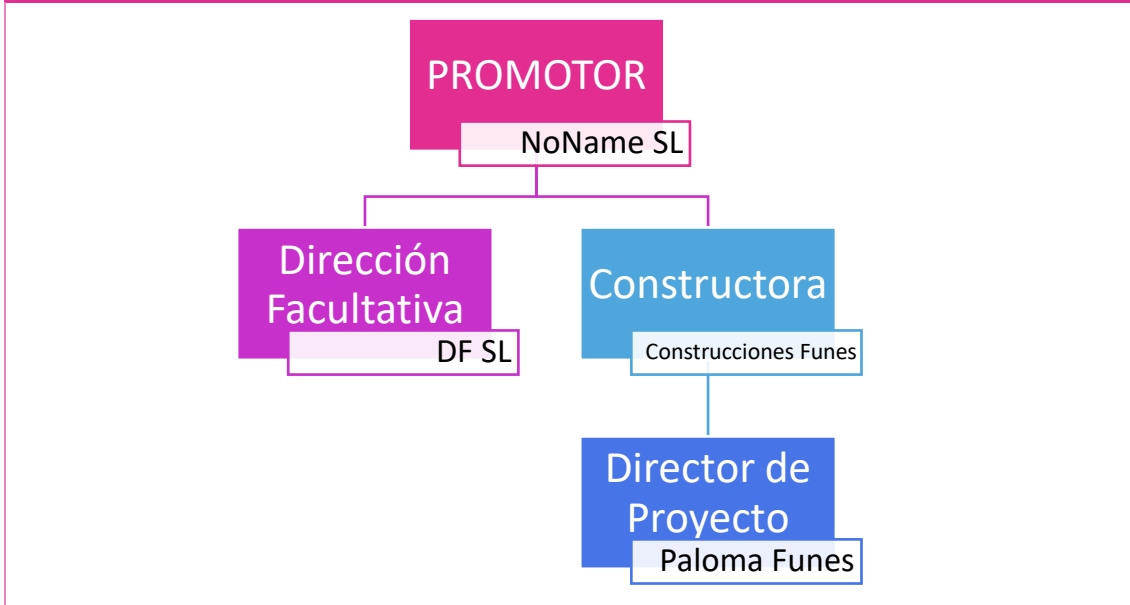 PROMOTOR
NoName SL
Dirección
Facultativa
DF SL
Constructora
Construcciones Funes
Director de
Proyecto
Paloma Funes